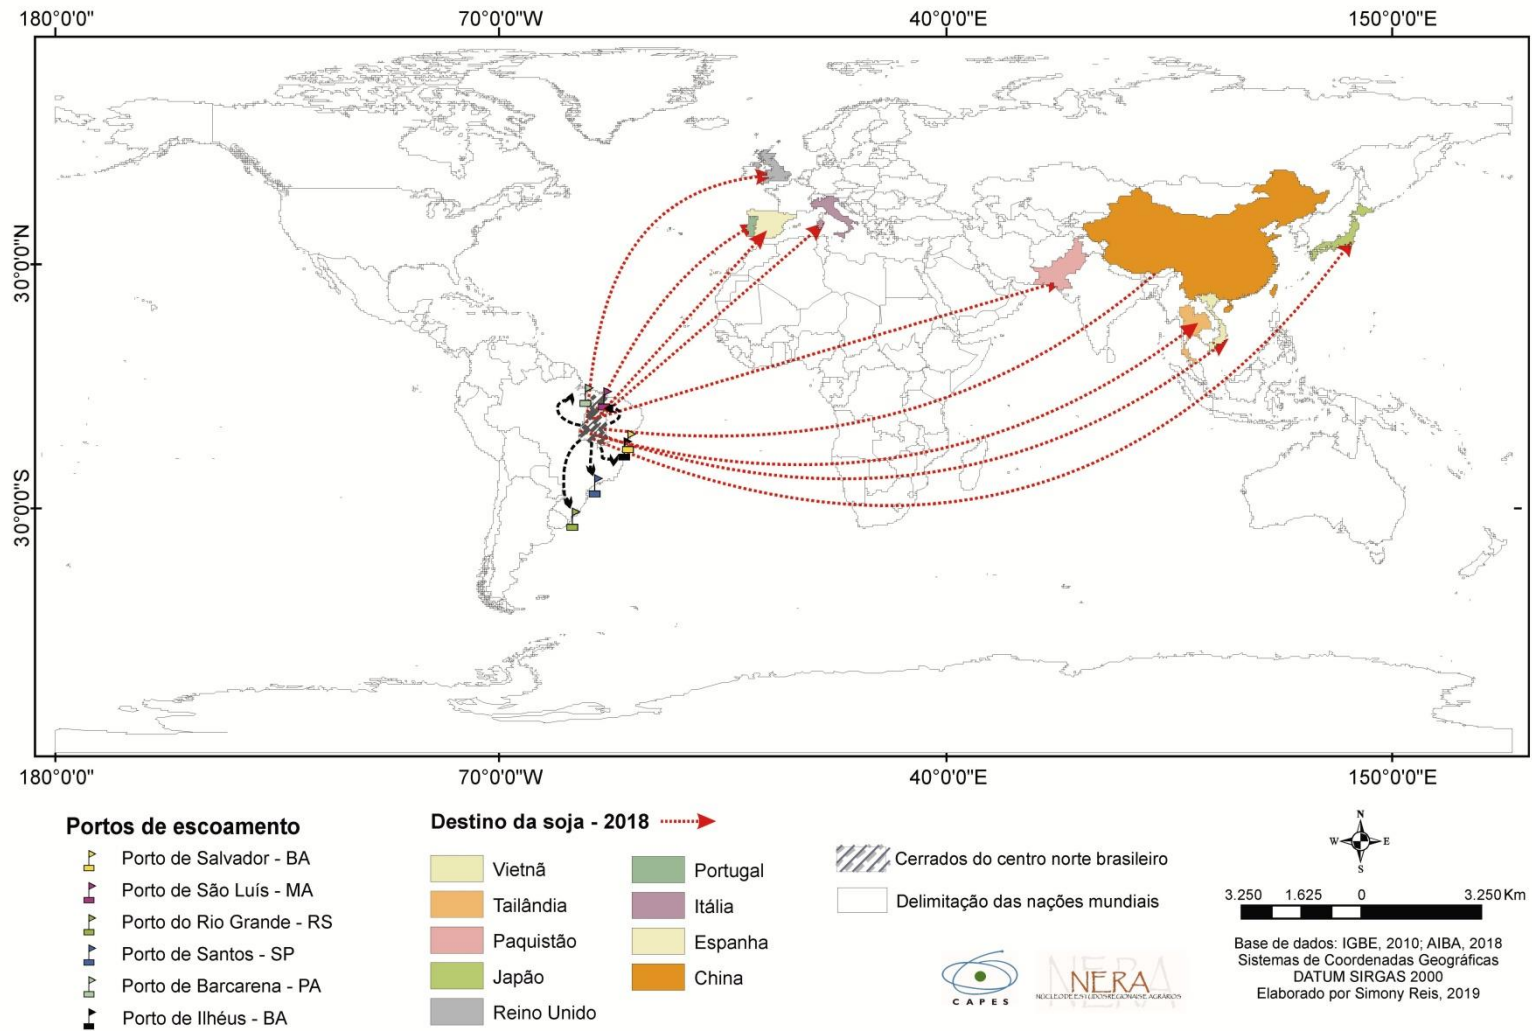 180°0'0"
70°0'0"W
40°0'0"E
150°0'0"E
30°0'0"N
30°0'0"S
180°0'0"
70°0'0"W
40°0'0"E
150°0'0"E
Portos de escoamento
Porto de Salvador - BA
Porto de São Luís - MA
Porto do Rio Grande - RS
Porto de Santos - SP
Porto de Barcarena - PA
Porto de Ilhéus - BA
Destino da soja - 2018
Vietnã
Tailândia
Paquistão
Japão
Reino Unido
Portugal
Itália
Espanha
China
Cerrados do centro norte brasileiro
Delimitação das nações mundiais
CAPES
NERA
NÚCLEO DE ESTUDOS REGIONAIS E AGRÁRIOS
N
W
E
S
3.250 1.625 0 3.250 Km
Base de dados: IGBE, 2010; AIBA, 2018
Sistemas de Coordenadas Geográficas
DATUM SIRGAS 2000
Elaborado por Simony Reis, 2019